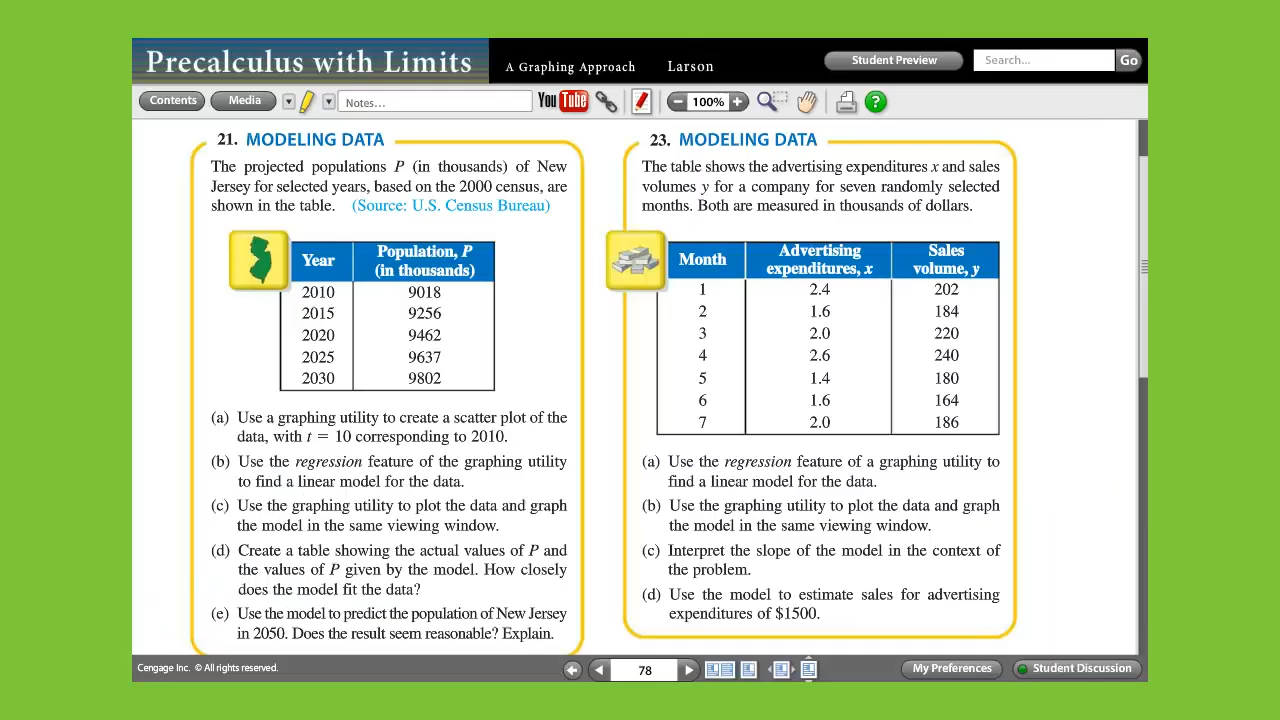 Precalculus with Limits
A Graphing Approach Larson
Student Preview
Search...
Go
Contents
Media
Notes...
You Tube
100%
?
21. MODELING DATA
The projected populations P (in thousands) of New
Jersey for selected years, based on the 2000 census, are
shown in the table. (Source: U.S. Census Bureau)
Year Population, P
(in thousands)
2010 9018
2015 9256
2020 9462
2025 9637
2030 9802
(a) Use a graphing utility to create a scatter plot of the
data, with t = 10 corresponding to 2010.
(b) Use the regression feature of the graphing utility
to find a linear model for the data.
(c) Use the graphing utility to plot the data and graph
the model in the same viewing window.
(d) Create a table showing the actual values of P and
the values of P given by the model. How closely
does the model fit the data?
(e) Use the model to predict the population of New Jersey
in 2050. Does the result seem reasonable? Explain.
23. MODELING DATA
The table shows the advertising expenditures x and sales
volumes y for a company for seven randomly selected
months. Both are measured in thousands of dollars.
Month Advertising expenditures, x Sales volume, y
1 2.4 202
2 1.6 184
3 2.0 220
4 2.6 240
5 1.4 180
6 1.6 164
7 2.0 186
(a) Use the regression feature of a graphing utility to
find a linear model for the data.
(b) Use the graphing utility to plot the data and graph
the model in the same viewing window.
(c) Interpret the slope of the model in the context of
the problem.
(d) Use the model to estimate sales for advertising
expenditures of $1500.
Cengage Inc. © All rights reserved.
78
My Preferences
Student Discussion